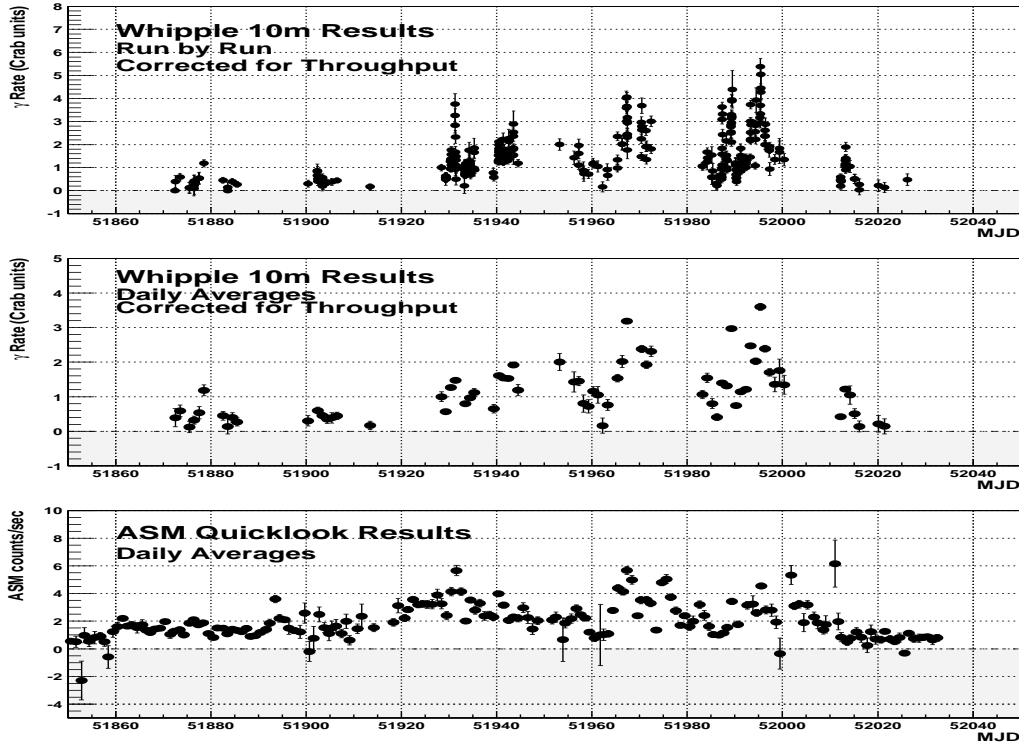 8
7
6
5
4
3
2
1
0
-1
γ Rate (Crab units)
Whipple 10m Results
Run by Run
Corrected for Throughput
51860 51880 51900 51920 51940 51960 51980 52000 52020 52040
MJD
5
4
3
2
1
0
-1
γ Rate (Crab units)
Whipple 10m Results
Daily Averages
Corrected for Throughput
51860 51880 51900 51920 51940 51960 51980 52000 52020 52040
MJD
10
8
6
4
2
0
-2
-4
ASM counts/sec
ASM Quicklook Results
Daily Averages
51860 51880 51900 51920 51940 51960 51980 52000 52020 52040
MJD